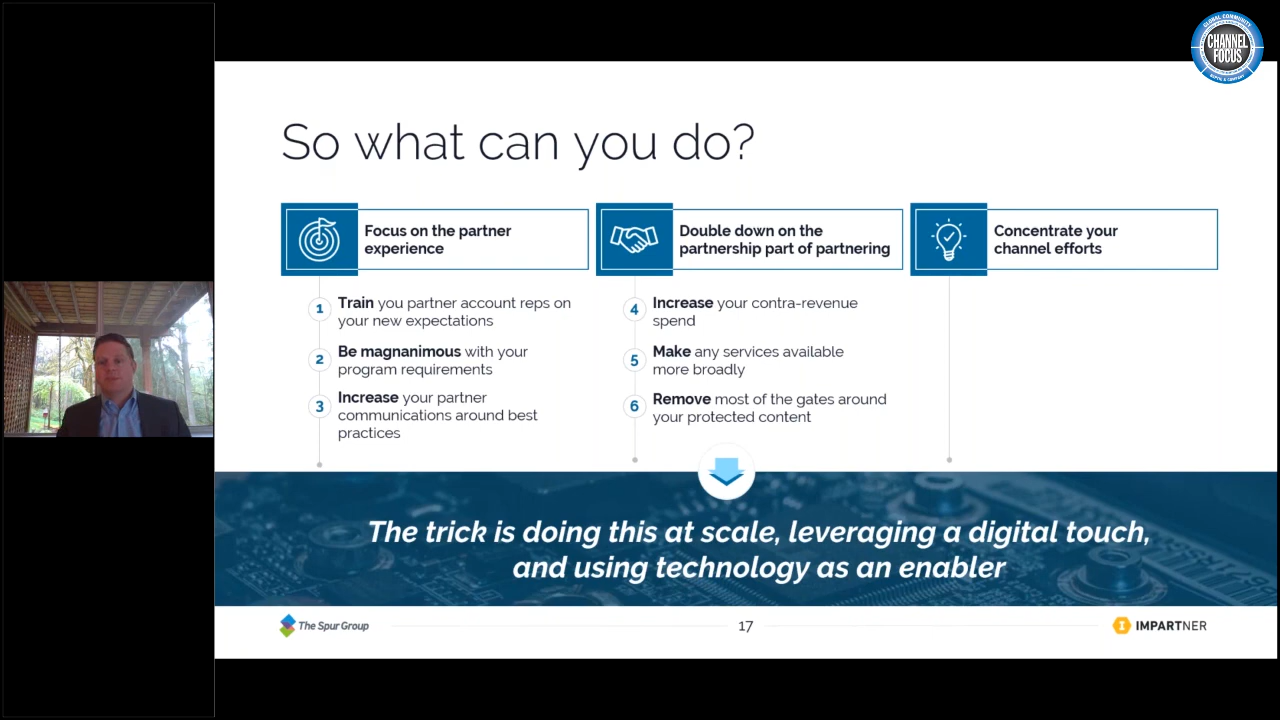 GLOBAL COMMUNITY
CHANNEL
FOCUS
So what can you do?
Focus on the partner
experience
1
Train you partner account reps on
your new expectations
2
Be magnanimous with your
program requirements
3
Increase your partner
communications around best
practices
Double down on the
partnership part of partnering
4
Increase your contra-revenue
spend
5
Make any services available
more broadly
6
Remove most of the gates around
your protected content
Concentrate your
channel efforts
The trick is doing this at scale, leveraging a digital touch,
and using technology as an enabler
The Spur Group
17
IMPARTNER